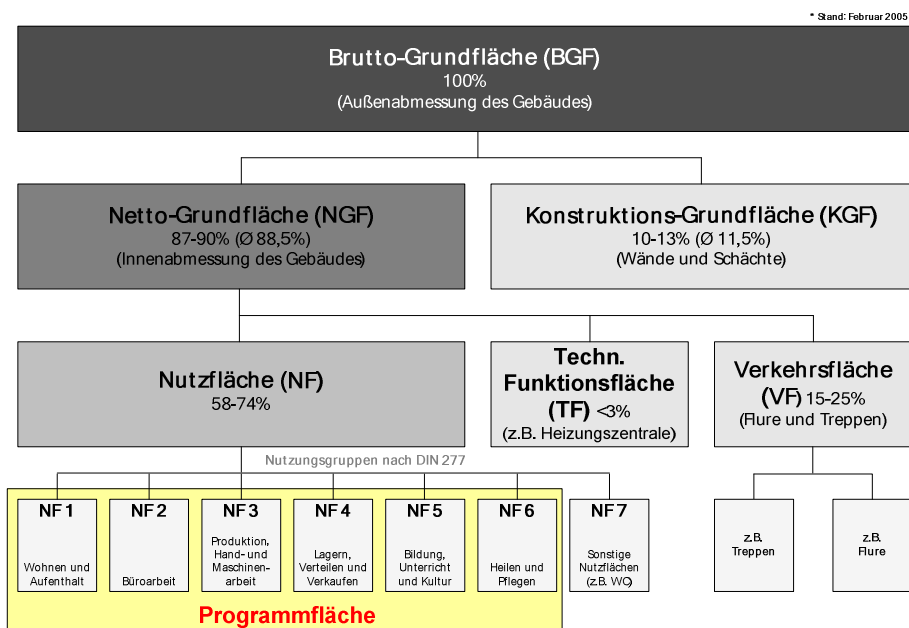 * Stand: Februar 2005
Brutto-Grundfläche (BGF)
100%
(Außenabmessung des Gebäudes)
Netto-Grundfläche (NGF)
87-90% (Ø 88,5%)
(Innenabmessung des Gebäudes)
Konstruktions-Grundfläche (KGF)
10-13% (Ø 11,5%)
(Wände und Schächte)
Nutzfläche (NF)
58-74%
Techn.
Funktionsfläche
(TF) <3%
(z.B. Heizungszentrale)
Verkehrsfläche
(VF) 15-25%
(Flure und Treppen)
Nutzungsgruppen nach DIN 277
NF1
Wohnen und
Aufenthalt
NF2
Büroarbeit
NF3
Produktion,
Hand- und
Maschinen-
arbeit
NF4
Lagern,
Verteilen und
Verkaufen
NF5
Bildung,
Unterricht
und Kultur
NF6
Heilen und
Pflegen
NF7
Sonstige
Nutzflächen
(z.B. WC)
z.B.
Treppen
z.B.
Flure
Programmfläche